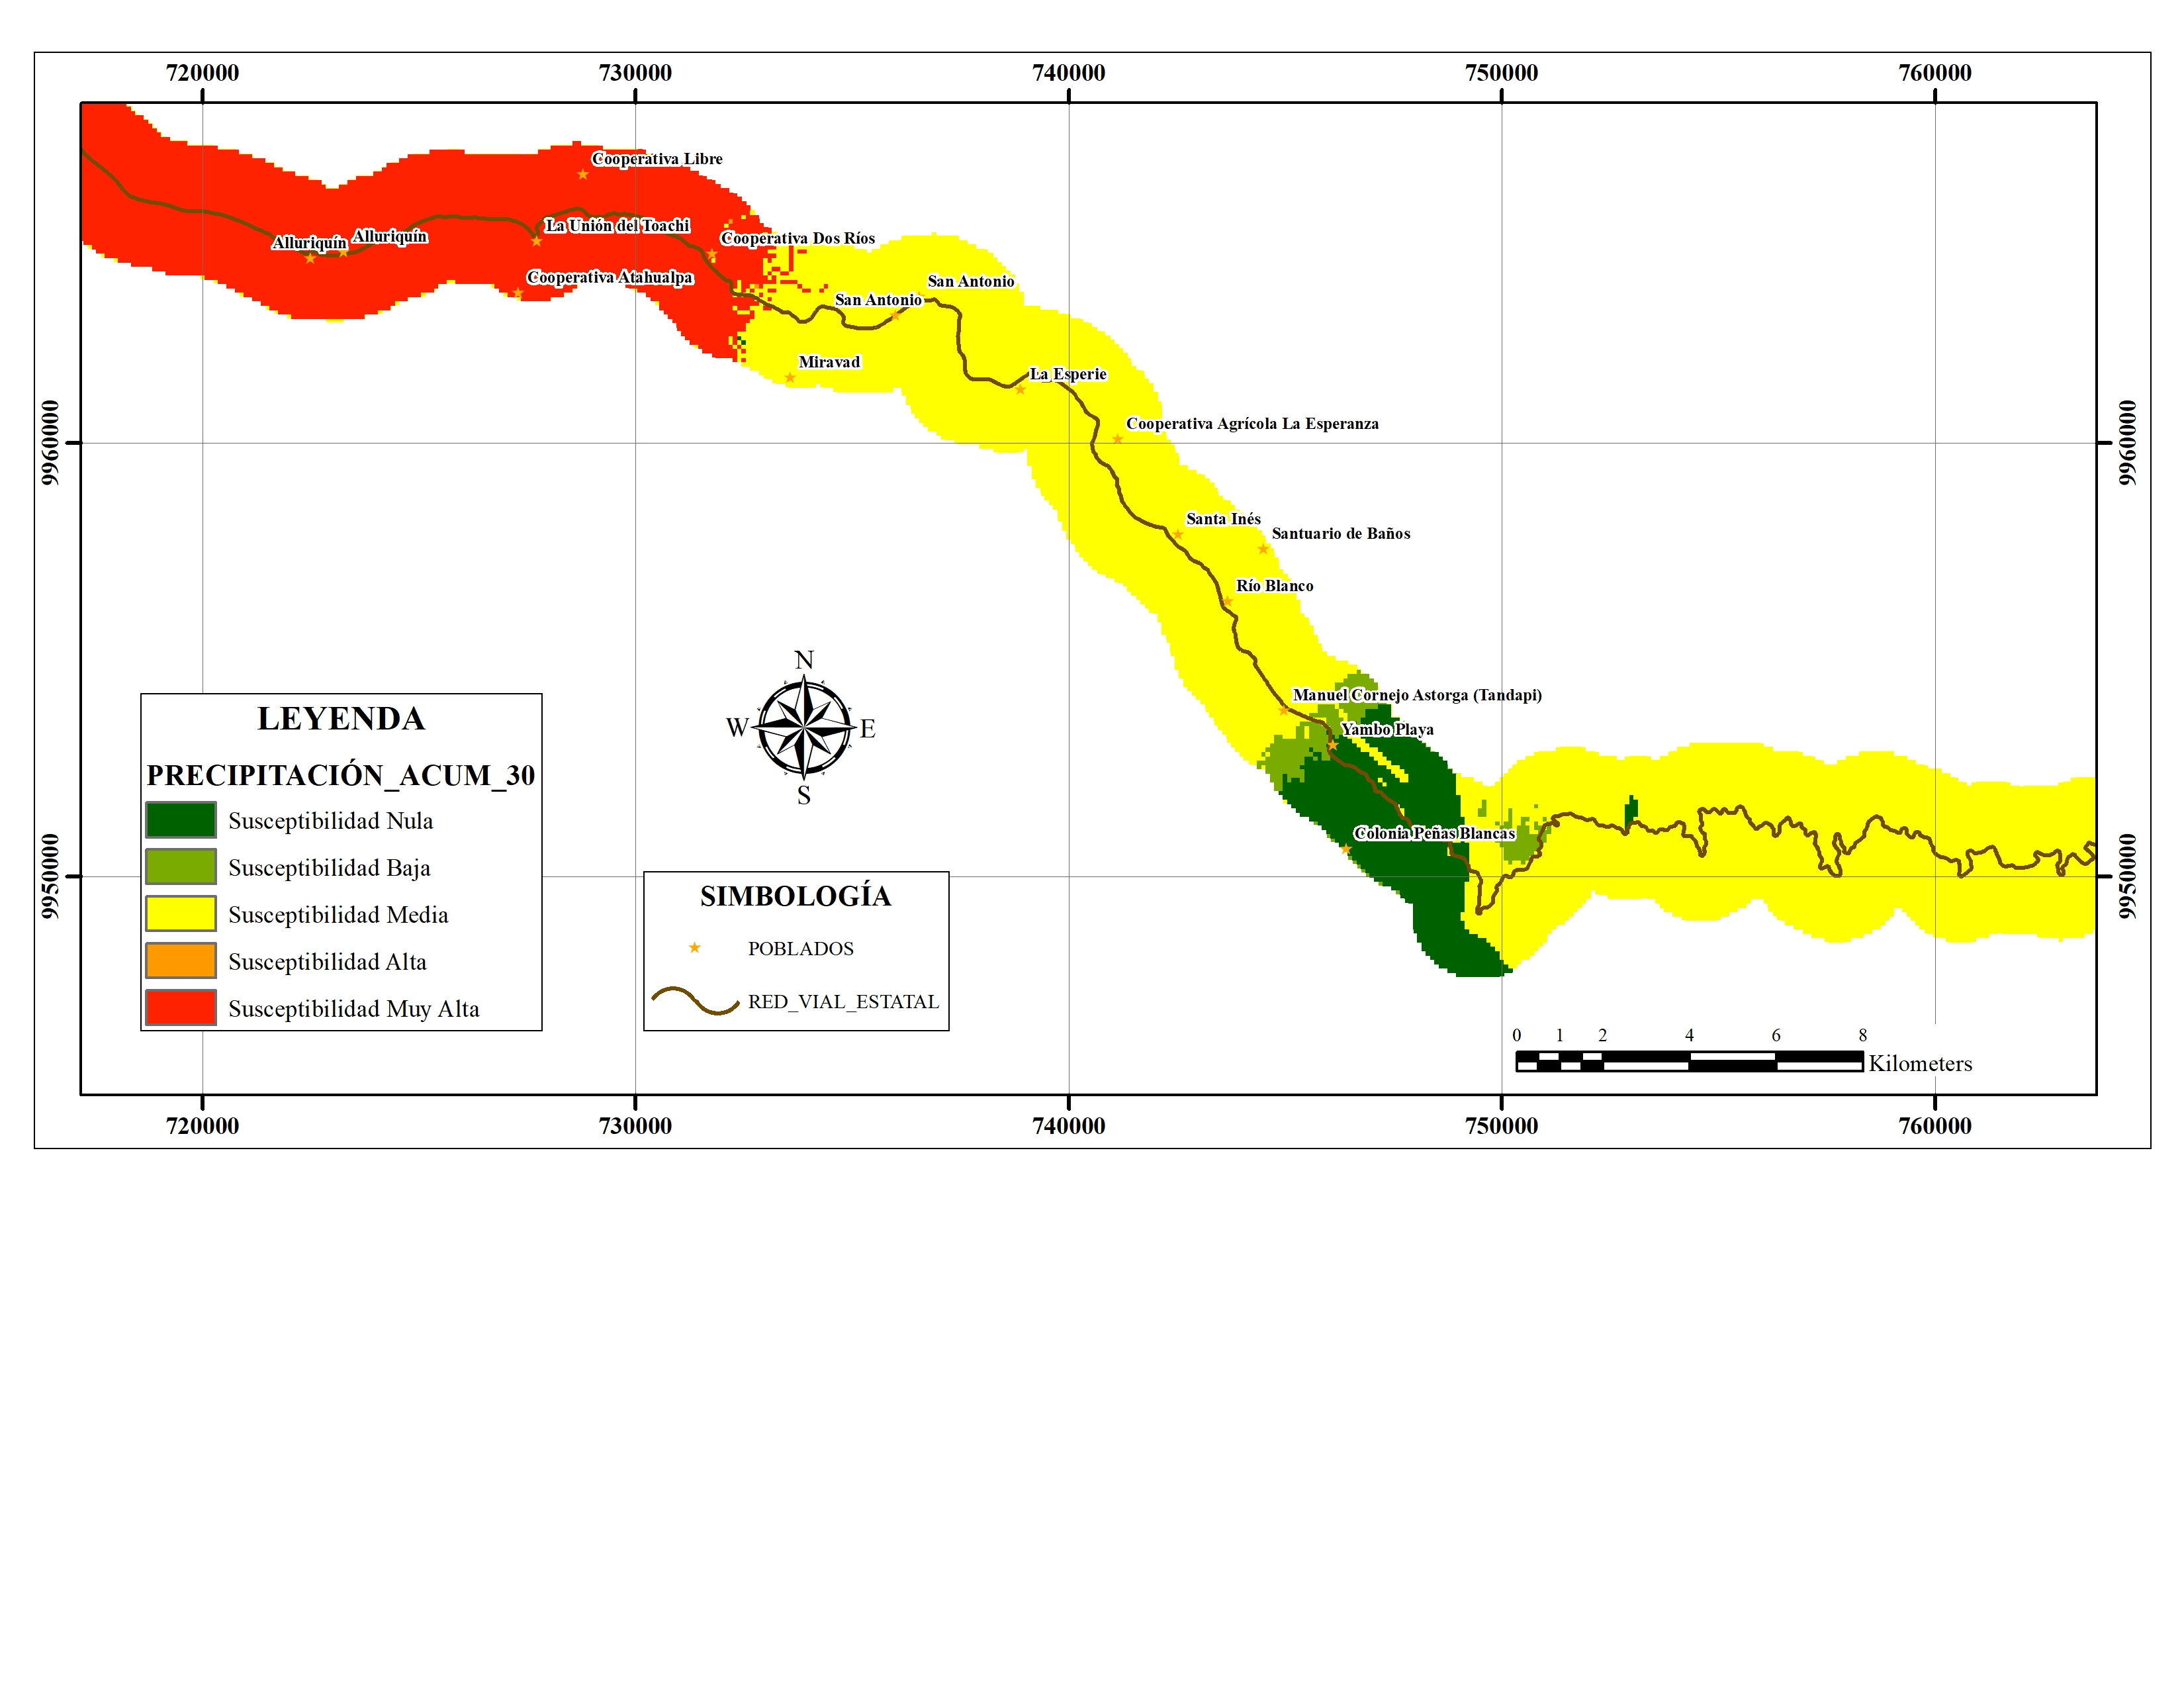 720000 730000 740000 750000 760000
Cooperativa Libre
La Unión del Toachi
Alluriquín Alluriquín
Cooperativa Dos Ríos
Cooperativa Atahualpa
San Antonio
San Antonio
Miravad
La Esperie
Cooperativa Agrícola La Esperanza
9960000 9960000
Santa Inés
Santuario de Baños
Río Blanco
Manuel Cornejo Astorga (Tandapi)
Yambo Playa
Colonia Peñas Blancas
9950000 9950000
N
W E
S
LEYENDA
PRECIPITACIÓN_ACUM_30
Susceptibilidad Nula
Susceptibilidad Baja
Susceptibilidad Media
Susceptibilidad Alta
Susceptibilidad Muy Alta
SIMBOLOGÍA
POBLADOS
RED_VIAL_ESTATAL
0 1 2 4 6 8
Kilometers
720000 730000 740000 750000 760000